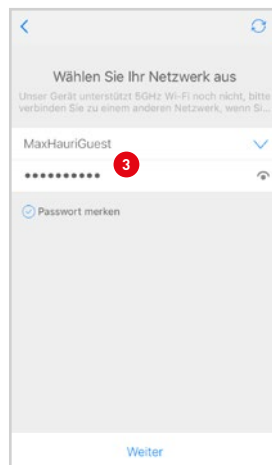 Wählen Sie Ihr Netzwerk aus
Unser Gerät unterstützt 5GHz Wi-Fi noch nicht, bitte
verbinden Sie zu einem anderen Netzwerk, wenn Si...
MaxHauriGuest
••••••••••
3
Passwort merken
Weiter